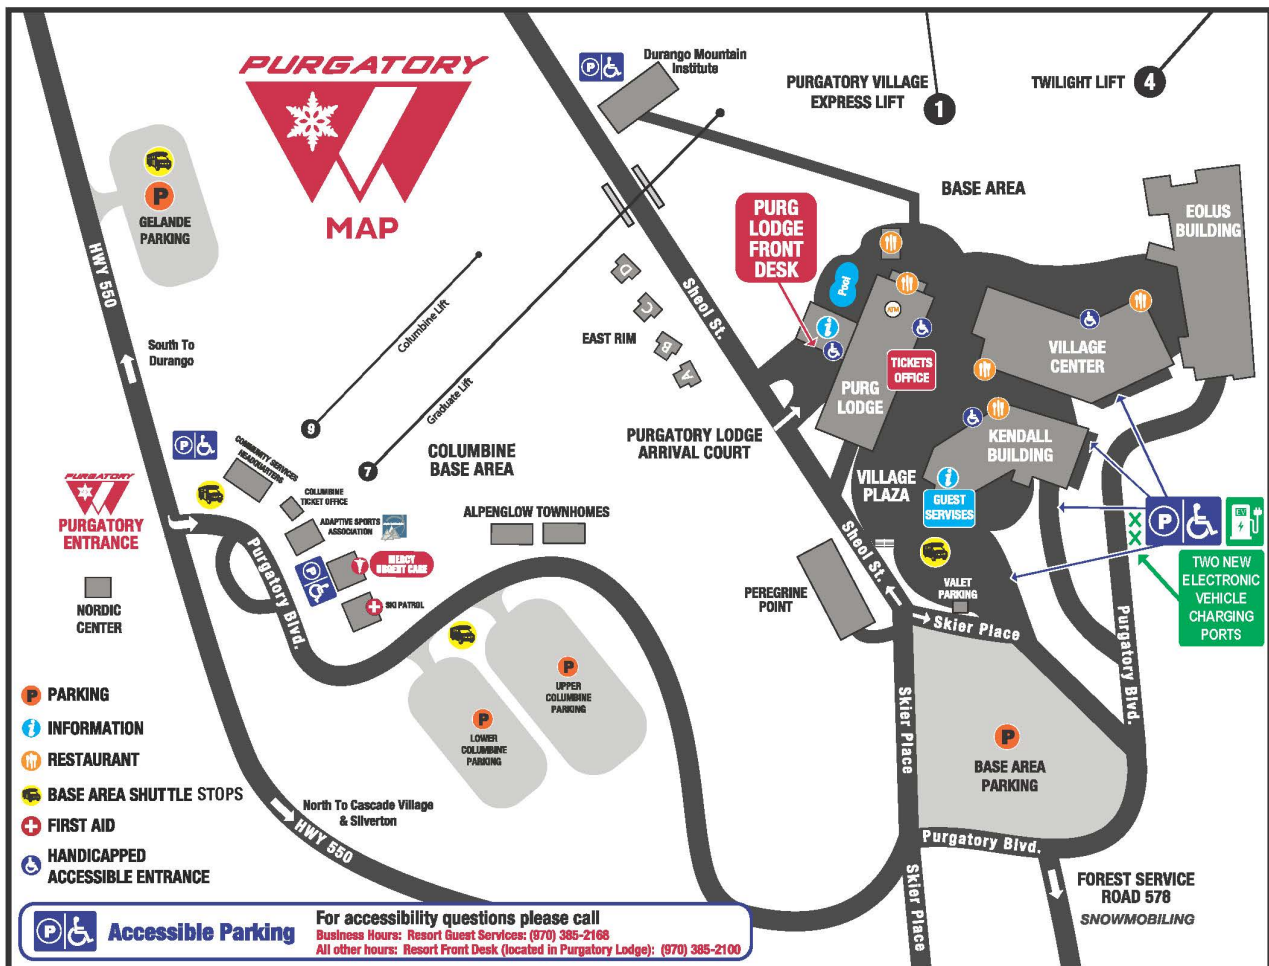 PURGATORY
MAP
P
GELANDE
PARKING
HWY 550
South To
Durango
Columbine Lift
Graduate Lift
9
7
P
Durango Mountain
Institute
PURGATORY VILLAGE
EXPRESS LIFT
1
TWILIGHT LIFT
4
BASE AREA
PURG
LODGE
FRONT
DESK
EOLUS
BUILDING
Pool
i
ATM
TICKETS
OFFICE
PURG
LODGE
VILLAGE
CENTER
KENDALL
BUILDING
Sheol St.
D
C
B
A
EAST RIM
PURGATORY LODGE
ARRIVAL COURT
VILLAGE
PLAZA
i
GUEST
SERVISES
P
COMMUNITY SERVICES
HEADQUARTERS
COLUMBINE
TICKET OFFICE
ADAPTIVE SPORTS
ASSOCIATION
COLUMBINE
BASE AREA
ALPENGLOW TOWNHOMES
MERCY
URGENT CARE
P
SKI PATROL
PURGATORY
PURGATORY
ENTRANCE
NORDIC
CENTER
Purgatory Blvd.
Sheol St.
PEREGRINE
POINT
VALET
PARKING
Skier Place
P
EV
X
X
TWO NEW
ELECTRONIC
VEHICLE
CHARGING
PORTS
Purgatory Blvd.
P
UPPER
COLUMBINE
PARKING
P
LOWER
COLUMBINE
PARKING
Skier Place
P
BASE AREA
PARKING
Purgatory Blvd.
Skier Place
FOREST SERVICE
ROAD 578
SNOWMOBILING
North To Cascade Village
& Silverton
HWY 550
P PARKING
i INFORMATION
RESTAURANT
BASE AREA SHUTTLE STOPS
FIRST AID
HANDICAPPED
ACCESSIBLE ENTRANCE
P
Accessible Parking
For accessibility questions please call
Business Hours: Resort Guest Services: (970) 385-2168
All other hours: Resort Front Desk (located in Purgatory Lodge): (970) 385-2100